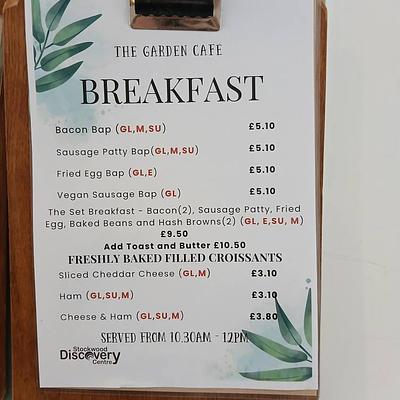 THE GARDEN CAFE
BREAKFAST
Bacon Bap (GL,M,SU) £5.10
Sausage Patty Bap(GL,M,SU) £5.10
Fried Egg Bap (GL,E) £5.10
Vegan Sausage Bap (GL) £5.10
The Set Breakfast - Bacon(2), Sausage Patty, Fried
Egg, Baked Beans and Hash Browns(2) (GL, E,SU, M)
£9.50
Add Toast and Butter £10.50
FRESHLY BAKED FILLED CROISSANTS
Sliced Cheddar Cheese (GL,M) £3.10
Ham (GL,SU,M) £3.10
Cheese & Ham (GL,SU,M) £3.80
SERVED FROM 10.30AM - 12PM
Stockwood
Discovery
Centre